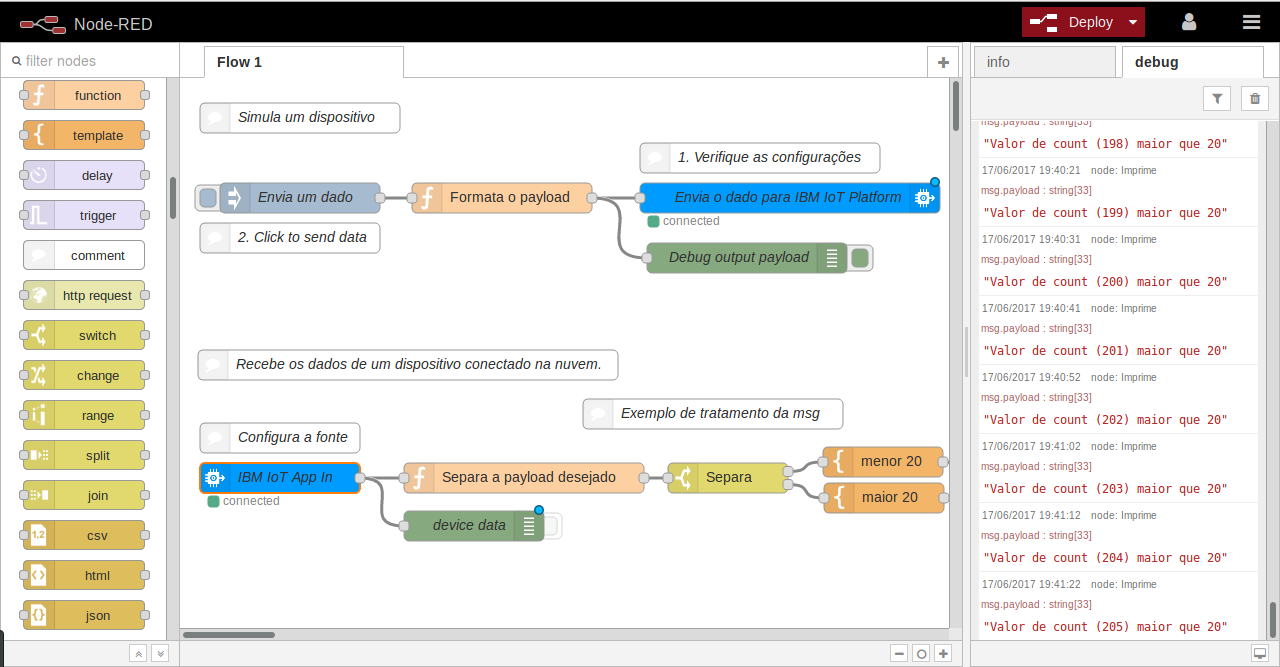 Node-RED
Deploy
filter nodes
function
template
delay
trigger
comment
http request
switch
change
range
split
join
csv
html
json
Flow 1
Simula um dispositivo
1. Verifique as configurações
Envia um dado
Formata o payload
Envia o dado para IBM IoT Platform
connected
2. Click to send data
Debug output payload
Recebe os dados de um dispositivo conectado na nuvem.
Exemplo de tratamento da msg
Configura a fonte
IBM IoT App In
connected
Separa a payload desejado
Separa
menor 20
maior 20
device data
info
debug
msg.payload : string[33]
"Valor de count (198) maior que 20"
17/06/2017 19:40:21 node: Imprime
msg.payload : string[33]
"Valor de count (199) maior que 20"
17/06/2017 19:40:31 node: Imprime
msg.payload : string[33]
"Valor de count (200) maior que 20"
17/06/2017 19:40:41 node: Imprime
msg.payload : string[33]
"Valor de count (201) maior que 20"
17/06/2017 19:40:52 node: Imprime
msg.payload : string[33]
"Valor de count (202) maior que 20"
17/06/2017 19:41:02 node: Imprime
msg.payload : string[33]
"Valor de count (203) maior que 20"
17/06/2017 19:41:12 node: Imprime
msg.payload : string[33]
"Valor de count (204) maior que 20"
17/06/2017 19:41:22 node: Imprime
msg.payload : string[33]
"Valor de count (205) maior que 20"